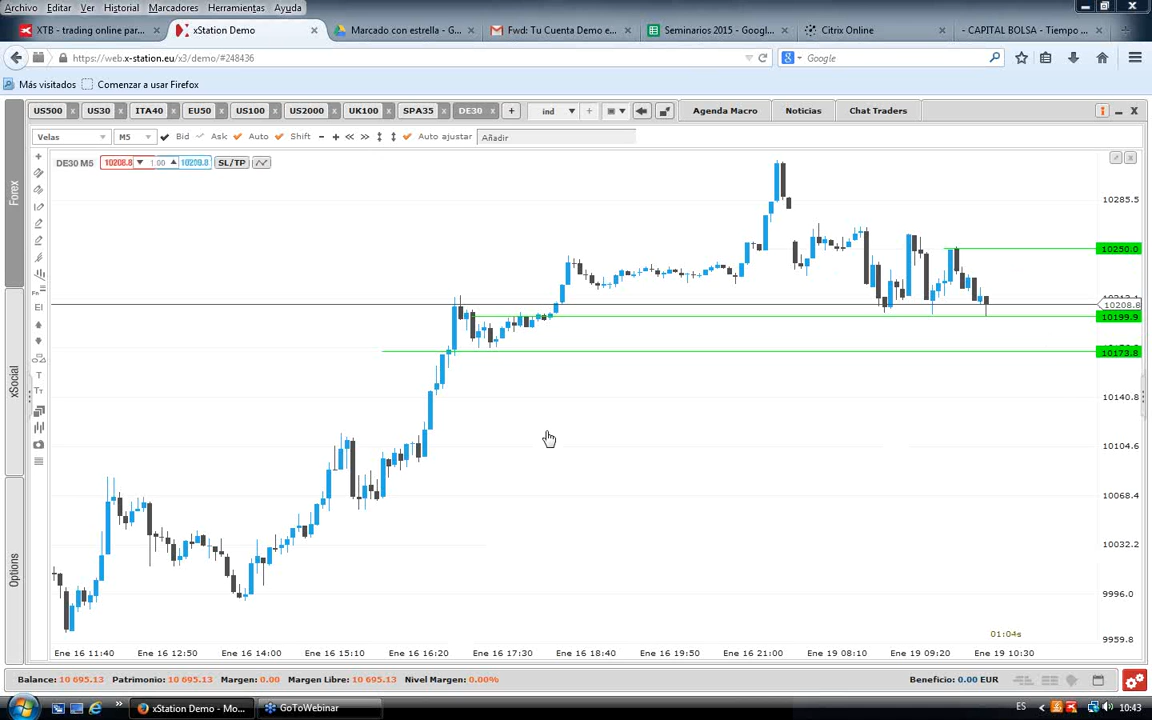 Archivo Editar Ver Historial Marcadores Herramientas Ayuda
XTB - trading online par... × xStation Demo × Marcado con estrella - G... × Fwd: Tu Cuenta Demo e... × Seminarios 2015 - Google... × Citrix Online × - CAPITAL BOLSA - Tiempo ... × +
https://web.x-station.eu/x3/demo/#248436 Google
Más visitados Comenzar a usar Firefox
US500 x US30 x ITA40 x EU50 x US100 x US2000 x UK100 x SPA35 x DE30 x + ind Agenda Macro Noticias Chat Traders
Velas M5 Bid Ask Auto Shift - + << >> Auto ajustar Añadir
DE30 M5 10208.8 1.00 10209.8 SL/TP
Forex
xSocial
Options
10285.5
10250.0
10208.8
10199.9
10173.8
10140.8
10104.6
10068.4
10032.2
9996.0
9959.8
01:04s
Ene 16 11:40 Ene 16 12:50 Ene 16 14:00 Ene 16 15:10 Ene 16 16:20 Ene 16 17:30 Ene 16 18:40 Ene 16 19:50 Ene 16 21:00 Ene 19 08:10 Ene 19 09:20 Ene 19 10:30
Balance: 10 695.13 Patrimonio: 10 695.13 Margen: 0.00 Margen Libre: 10 695.13 Nivel Margen: 0.00% Beneficio: 0.00 EUR
xStation Demo - Mo... GoToWebinar ES 10:43